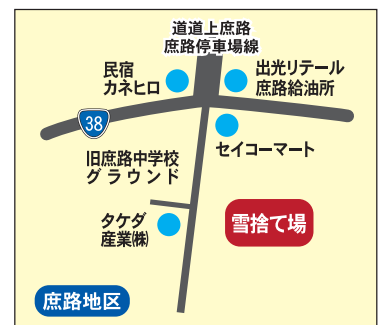 道道上庶路
庶路停車場線
民宿
カネヒロ
出光リテール
庶路給油所
38
セイコーマート
旧庶路中学校
グラウンド
タケダ
産業㈱
雪捨て場
庶路地区